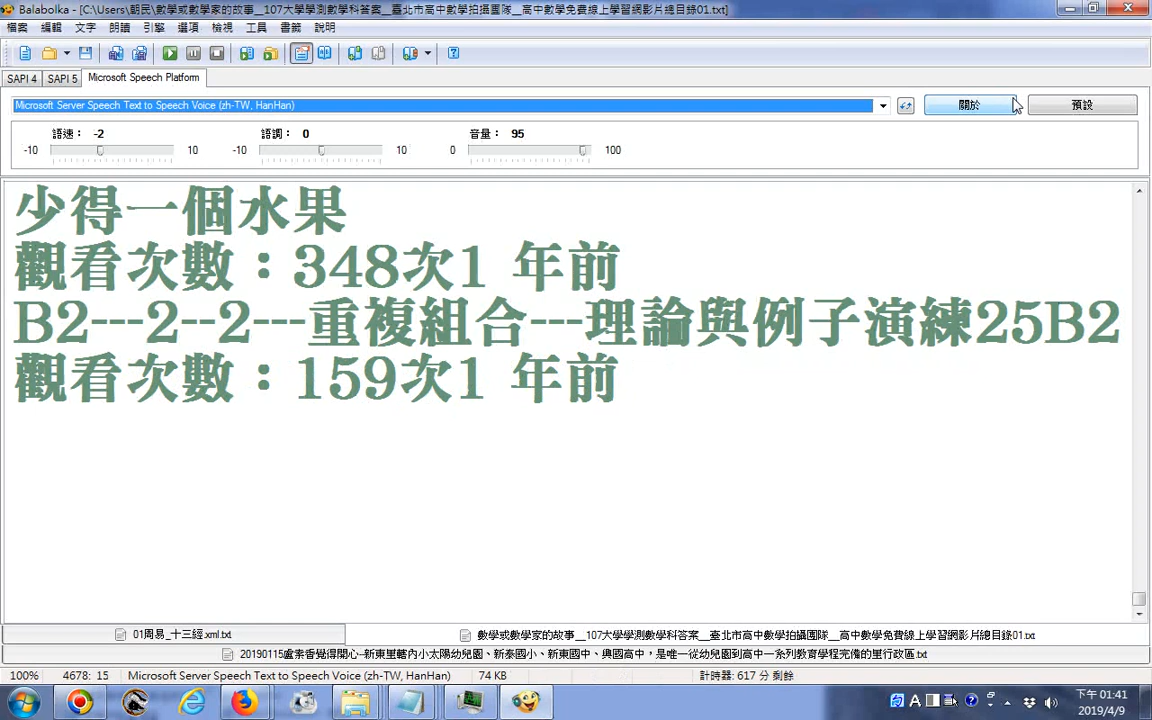 Balabolka - [C:\Users\朝民\數學或數學家的故事__107大學學測數學科答案__臺北市高中數學拍攝團隊__高中數學免費線上學習網影片總目錄01.txt]
檔案 編輯 文字 朗讀 引擎 選項 檢視 工具 書籤 說明
SAPI 4 SAPI 5 Microsoft Speech Platform
Microsoft Server Speech Text to Speech Voice (zh-TW, HanHan) 關於 預設
語速： -2 語調： 0 音量： 95
-10 10 -10 10 0 100
少得一個水果
觀看次數：348次1 年前
B2---2--2---重複組合---理論與例子演練25B2
觀看次數：159次1 年前
01周易_十三經.xml.txt 數學或數學家的故事__107大學學測數學科答案__臺北市高中數學拍攝團隊__高中數學免費線上學習網影片總目錄01.txt
20190115盧素香覺得開心-新東里轄內小太陽幼兒園、新泰國小、新東國中、興國高中，是唯一從幼兒園到高中一系列教育學程完備的里行政區.txt
100% 4678: 15 Microsoft Server Speech Text to Speech Voice (zh-TW, HanHan) 74 KB 計時器: 617 分 剩餘
A 下午 01:41
2019/4/9